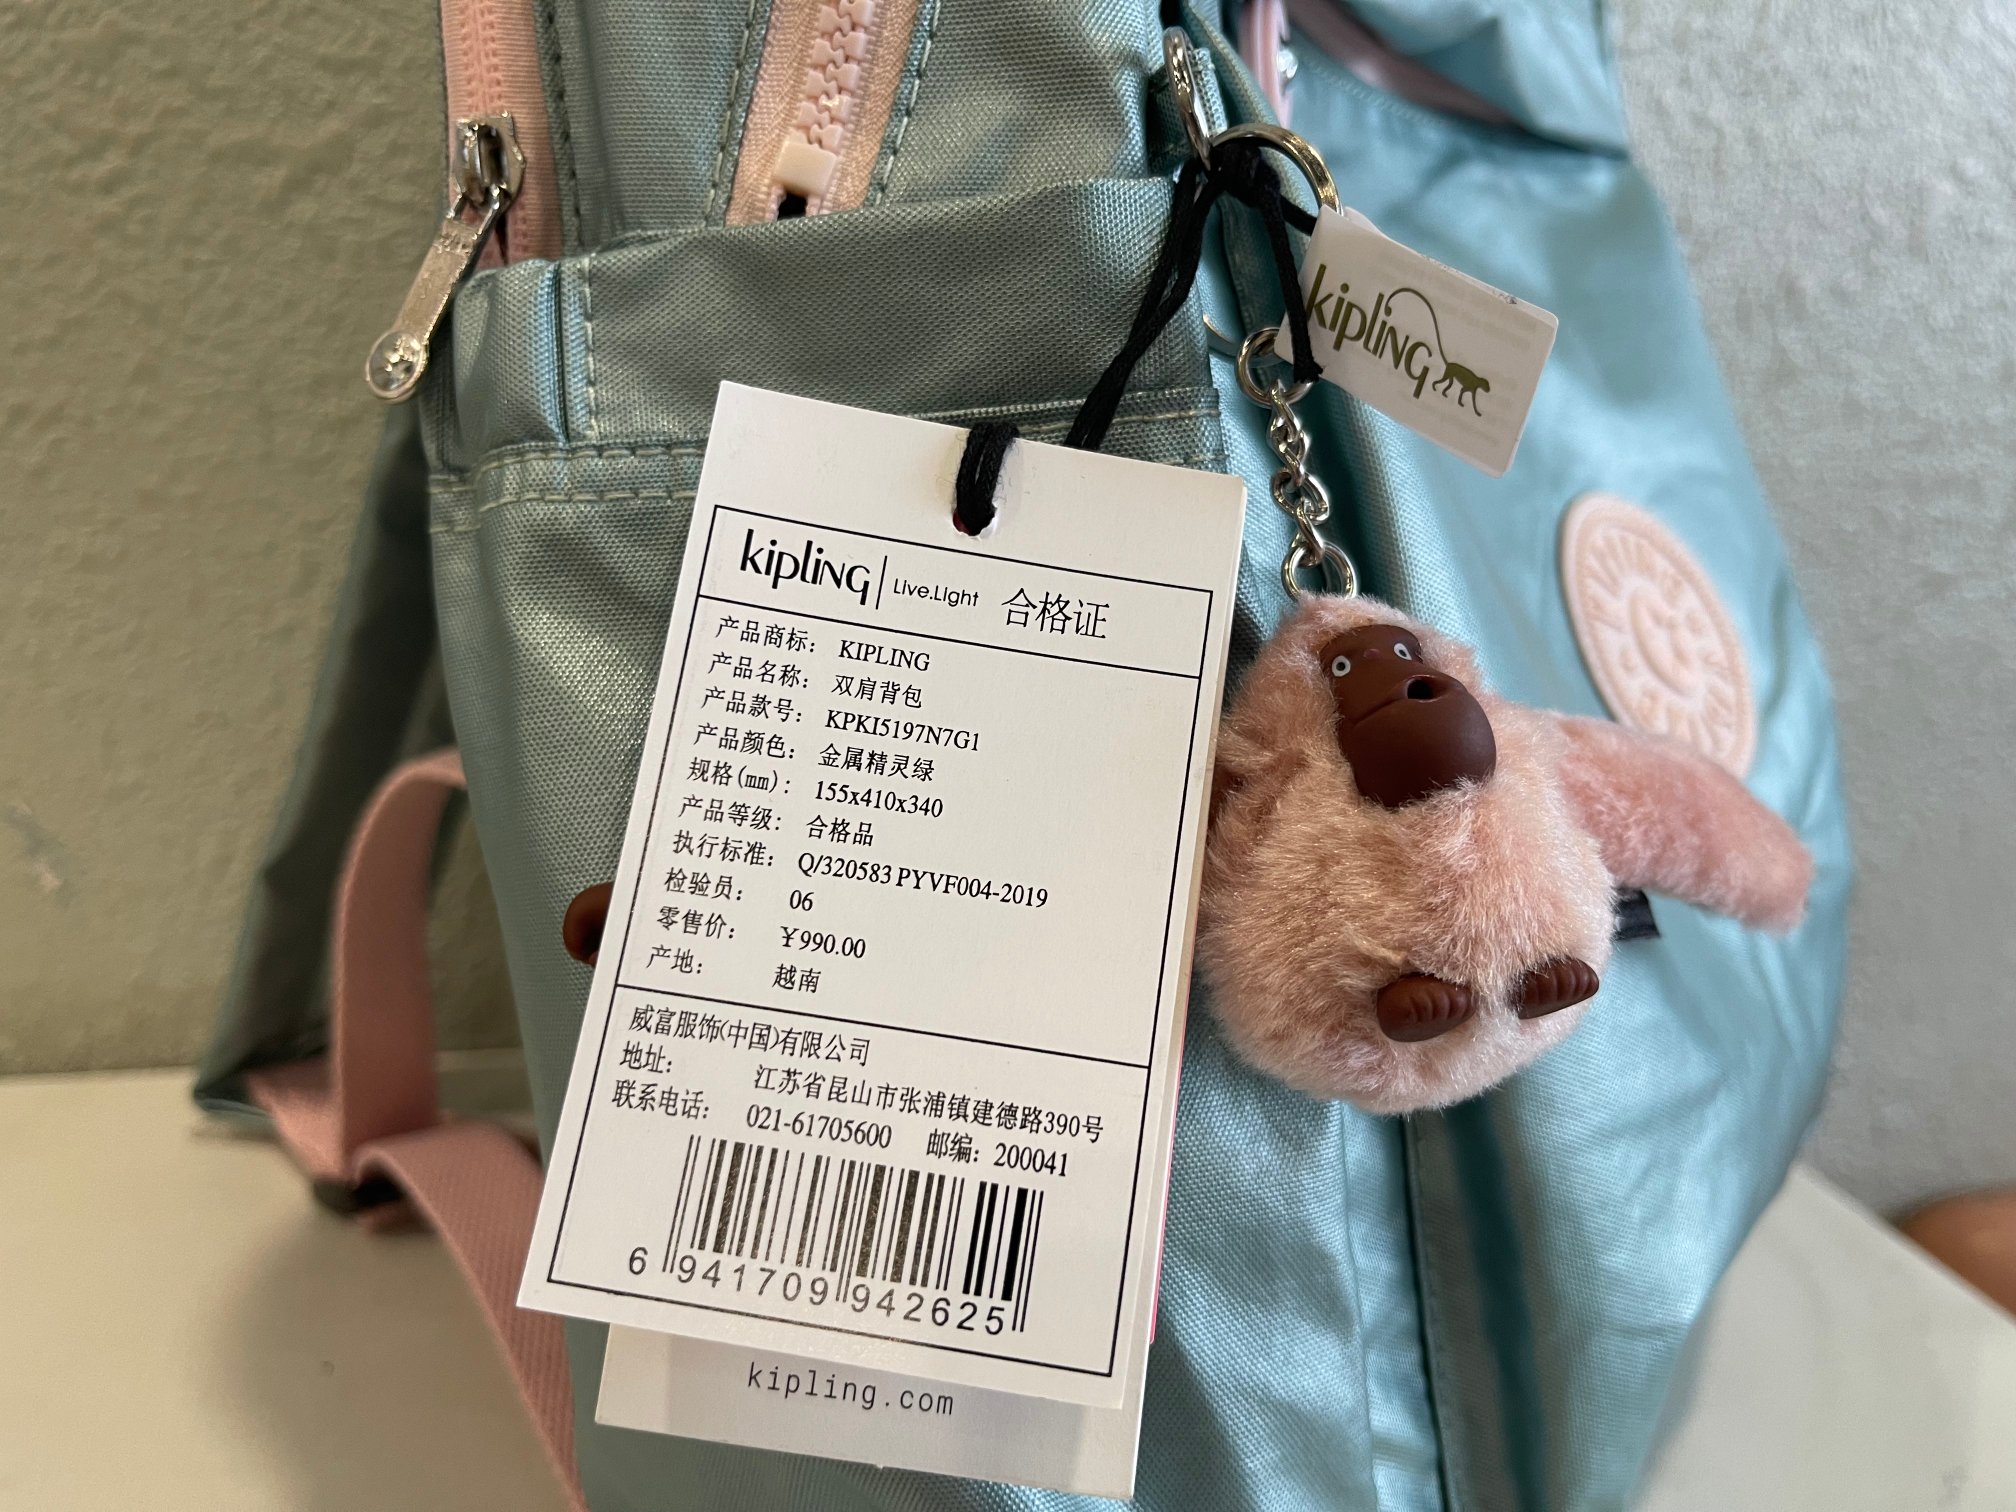 kipling
kipling | Live.Light 合格证
产品商标： KIPLING
产品名称： 双肩背包
产品款号： KPKI5197N7G1
产品颜色： 金属精灵绿
规格(mm)： 155x410x340
产品等级： 合格品
执行标准： Q/320583 PYVF004-2019
检验员： 06
零售价： ¥990.00
产地： 越南
威富服饰(中国)有限公司
地址： 江苏省昆山市张浦镇建德路390号
联系电话： 021-61705600 邮编：200041
6 941709 942625
kipling.com